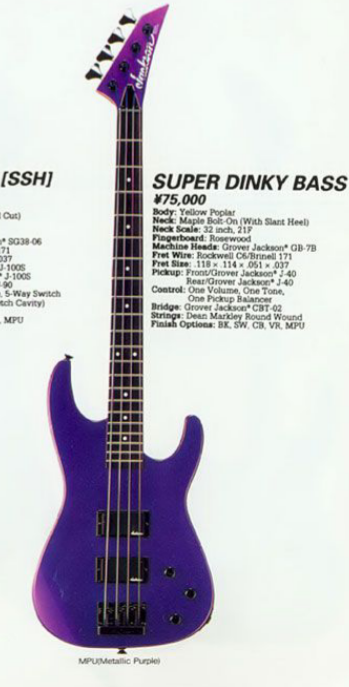 [SSH]
Cut)
SG38-06
171
037
J-100S
J-100S
J-90
, 5-Way Switch
tch Cavity)
, MPU
Jackson
SUPER DINKY BASS
¥75,000
Body: Yellow Poplar
Neck: Maple Bolt-On (With Slant Heel)
Neck Scale: 32 inch, 21F
Fingerboard: Rosewood
Machine Heads: Grover Jackson® GB-7B
Fret Wire: Rockwell C6/Brinell 171
Fret Size: .118 × .114 × .051 × .037
Pickup: Front/Grover Jackson® J-40
Rear/Grover Jackson® J-40
Control: One Volume, One Tone,
One Pickup Balancer
Bridge: Grover Jackson® CBT-02
Strings: Dean Markley Round Wound
Finish Options: BK, SW, CB, VR, MPU
MPU(Metallic Purple)